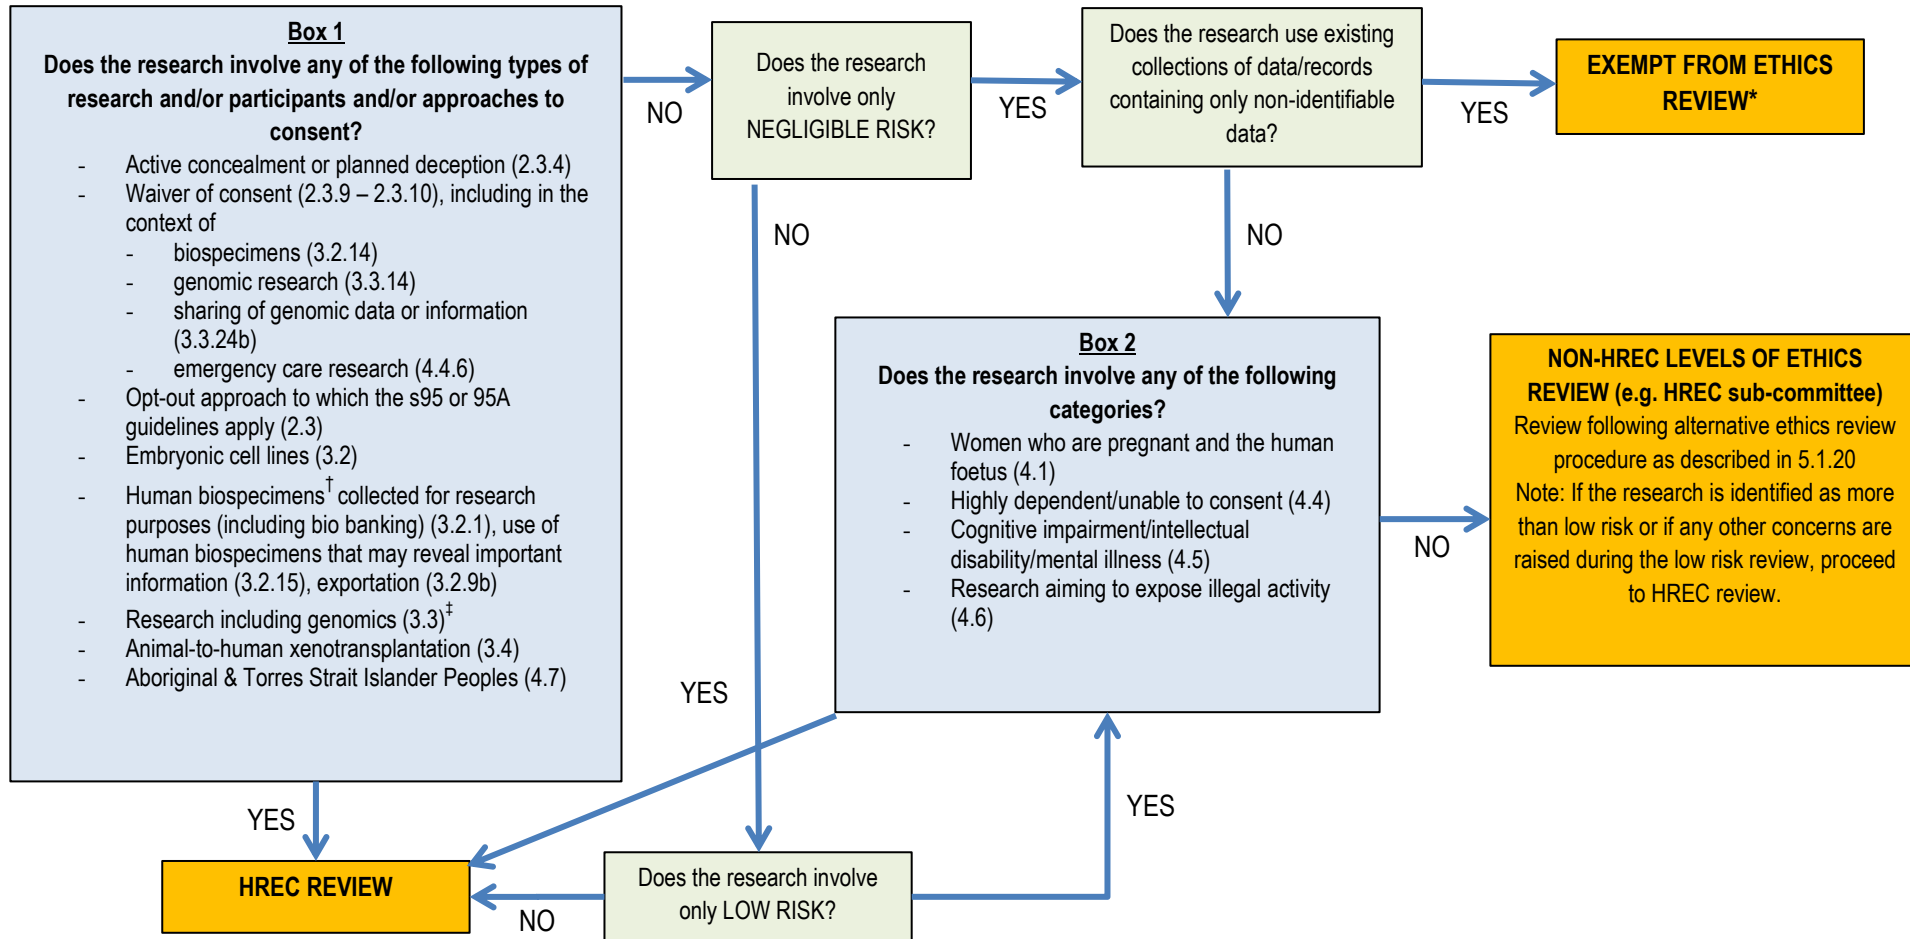 Box 1
Does the research involve any of the following types of
research and/or participants and/or approaches to
consent?
- Active concealment or planned deception (2.3.4)
- Waiver of consent (2.3.9 – 2.3.10), including in the
context of
- biospecimens (3.2.14)
- genomic research (3.3.14)
- sharing of genomic data or information
(3.3.24b)
- emergency care research (4.4.6)
- Opt-out approach to which the s95 or 95A
guidelines apply (2.3)
- Embryonic cell lines (3.2)
- Human biospecimens† collected for research
purposes (including bio banking) (3.2.1), use of
human biospecimens that may reveal important
information (3.2.15), exportation (3.2.9b)
- Research including genomics (3.3)‡
- Animal-to-human xenotransplantation (3.4)
- Aboriginal & Torres Strait Islander Peoples (4.7)
NO
Does the research
involve only
NEGLIGIBLE RISK?
YES
Does the research use existing
collections of data/records
containing only non-identifiable
data?
YES
EXEMPT FROM ETHICS
REVIEW*
NO
NO
Box 2
Does the research involve any of the following
categories?
- Women who are pregnant and the human
foetus (4.1)
- Highly dependent/unable to consent (4.4)
- Cognitive impairment/intellectual
disability/mental illness (4.5)
- Research aiming to expose illegal activity
(4.6)
NO
NON-HREC LEVELS OF ETHICS
REVIEW (e.g. HREC sub-committee)
Review following alternative ethics review
procedure as described in 5.1.20
Note: If the research is identified as more
than low risk or if any other concerns are
raised during the low risk review, proceed
to HREC review.
YES
YES
YES
HREC REVIEW
NO
Does the research involve
only LOW RISK?